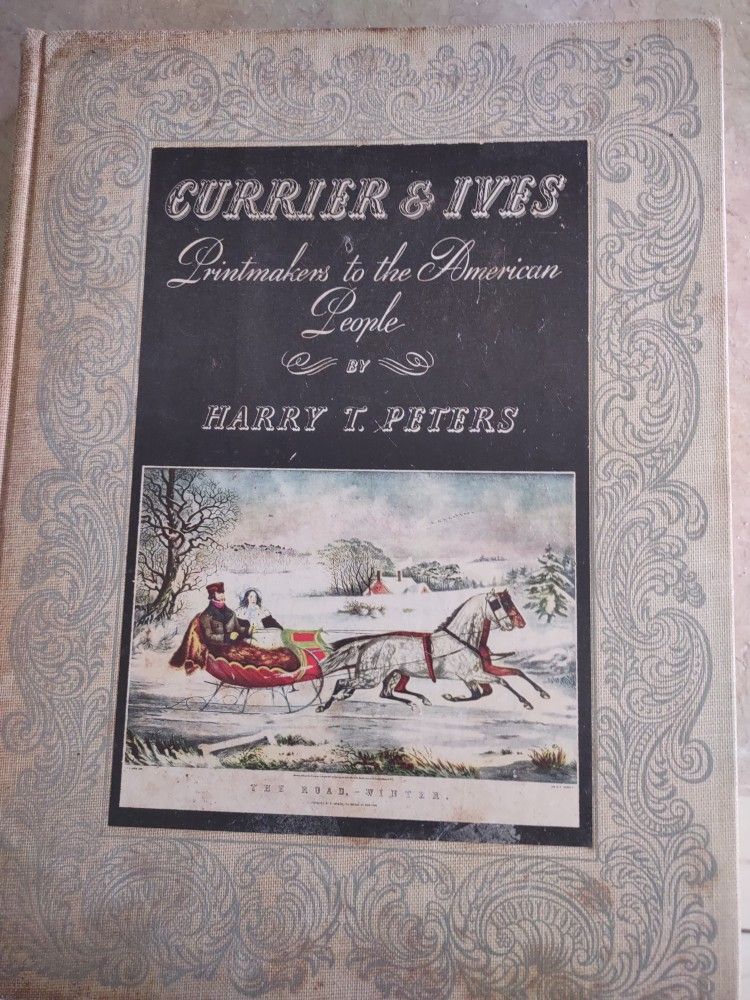 CURRIER & IVES
Printmakers to the American
People
BY
HARRY T. PETERS
THE ROAD, - WINTER.